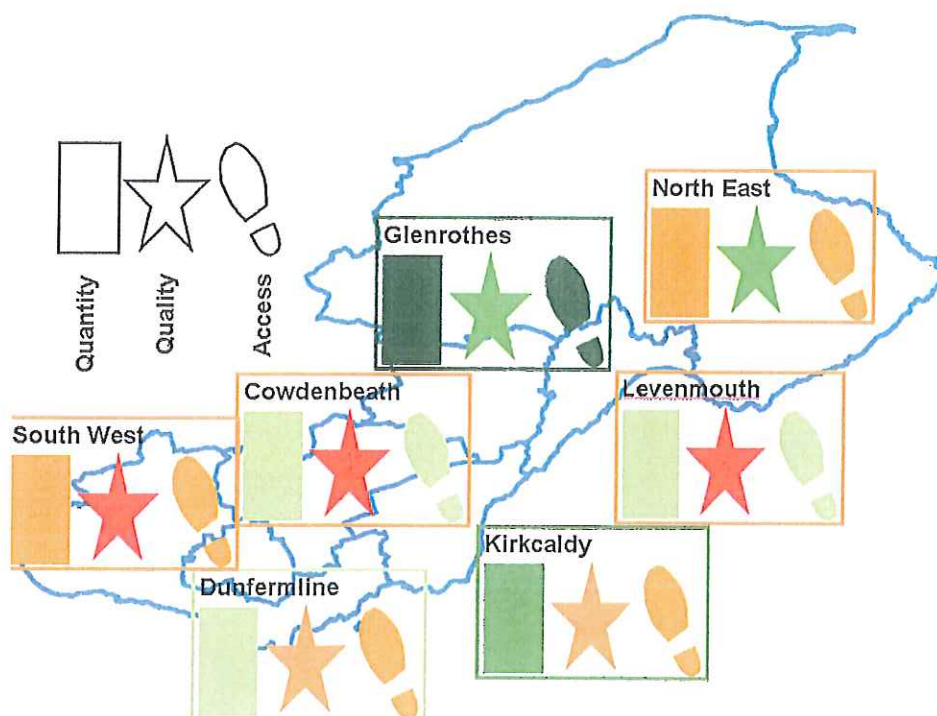 Quantity
Quality
Access
North East
Glenrothes
Cowdenbeath
Levenmouth
South West
Kirkcaldy
Dunfermline